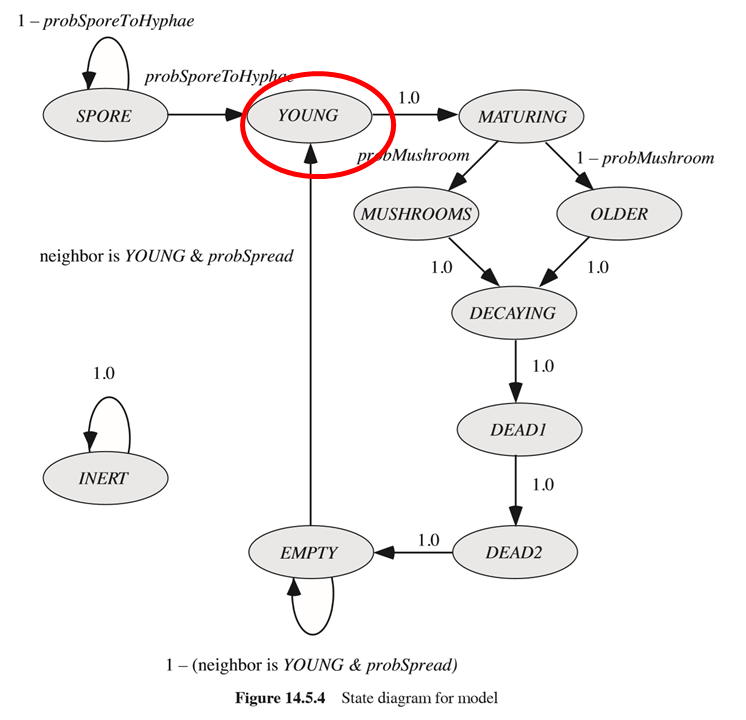 1 – probSporeToHyphae
probSporeToHyphae
SPORE
YOUNG
1.0
MATURING
probMushroom
1 – probMushroom
MUSHROOMS
OLDER
neighbor is YOUNG & probSpread
1.0
1.0
DECAYING
1.0
1.0
DEAD1
INERT
1.0
EMPTY
1.0
DEAD2
1 – (neighbor is YOUNG & probSpread)
Figure 14.5.4 State diagram for model